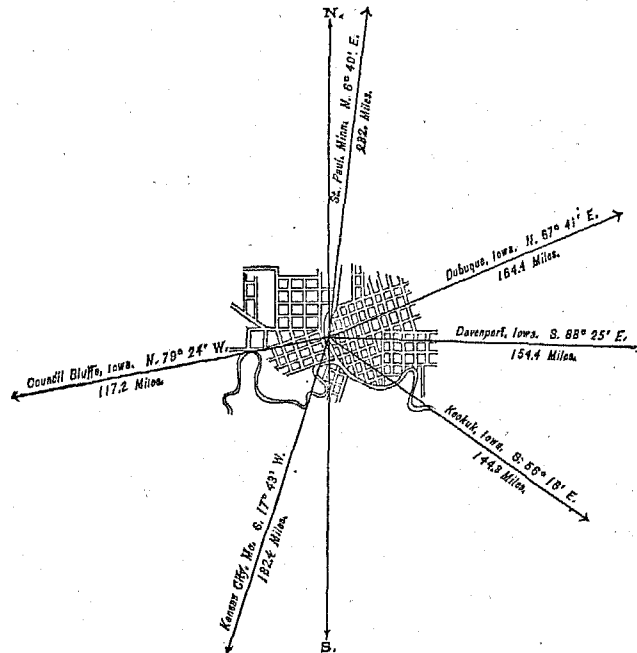 N.
St. Paul, Minn. N. 6° 40' E.
232. Miles.
Dubuque, Iowa. N. 67° 41' E.
164.4 Miles.
Davenport, Iowa. S. 88° 25' E.
154.4 Miles.
Council Bluffs, Iowa. N. 79° 24' W.
117.2 Miles.
Keokuk, Iowa. S. 56° 18' E.
144.3 Miles.
Kansas City, Mo. S. 17° 43' W.
182.4 Miles.
S.